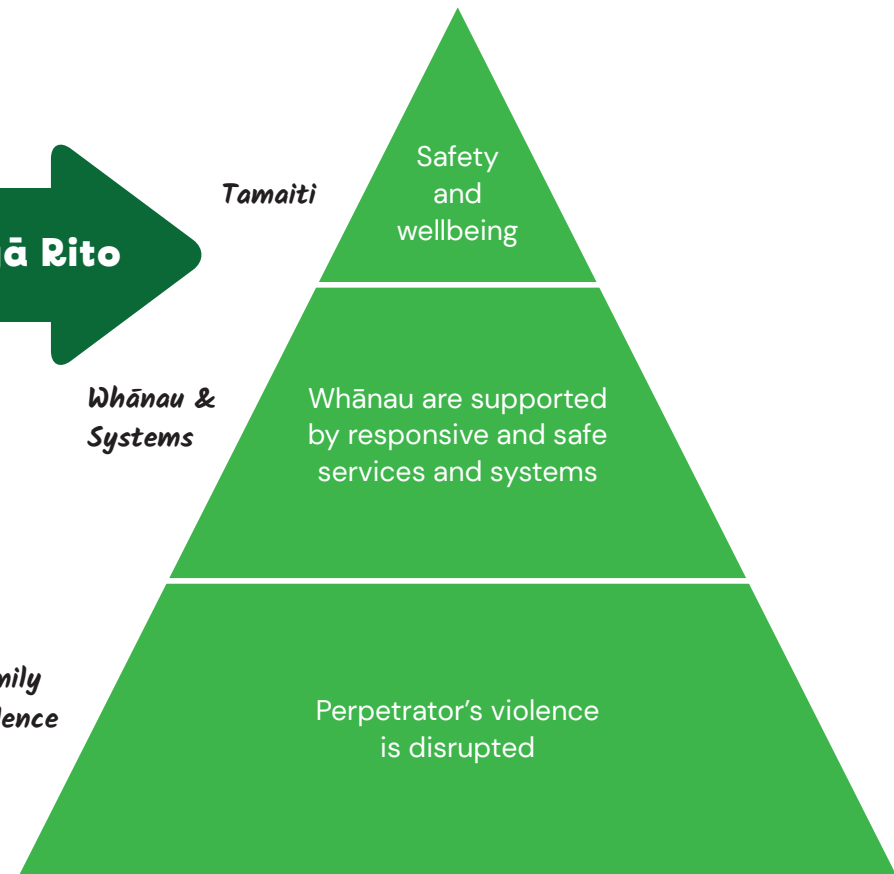 Tamaiti
Safety
and
wellbeing
gā Rito
Whānau &
Systems
Whānau are supported
by responsive and safe
services and systems
mily
lence
Perpetrator’s violence
is disrupted